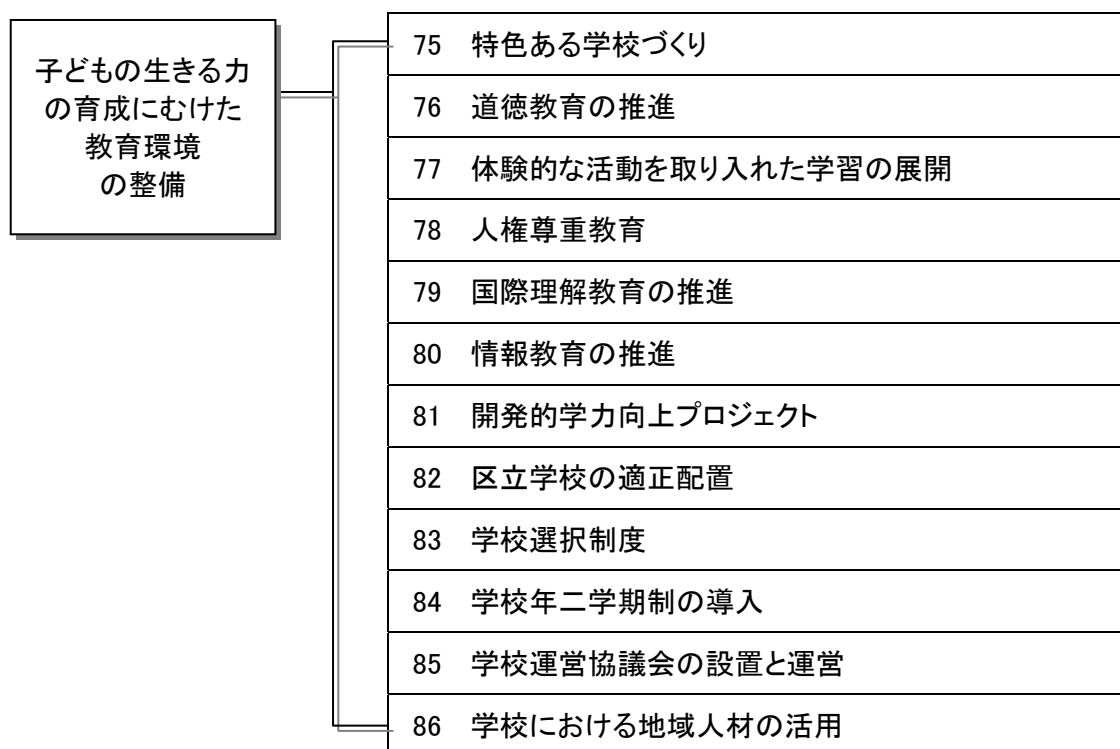 子どもの生きる力
の育成にむけた
教育環境
の整備
75 特色ある学校づくり
76 道徳教育の推進
77 体験的な活動を取り入れた学習の展開
78 人権尊重教育
79 国際理解教育の推進
80 情報教育の推進
81 開発的学力向上プロジェクト
82 区立学校の適正配置
83 学校選択制度
84 学校年二学期制の導入
85 学校運営協議会の設置と運営
86 学校における地域人材の活用